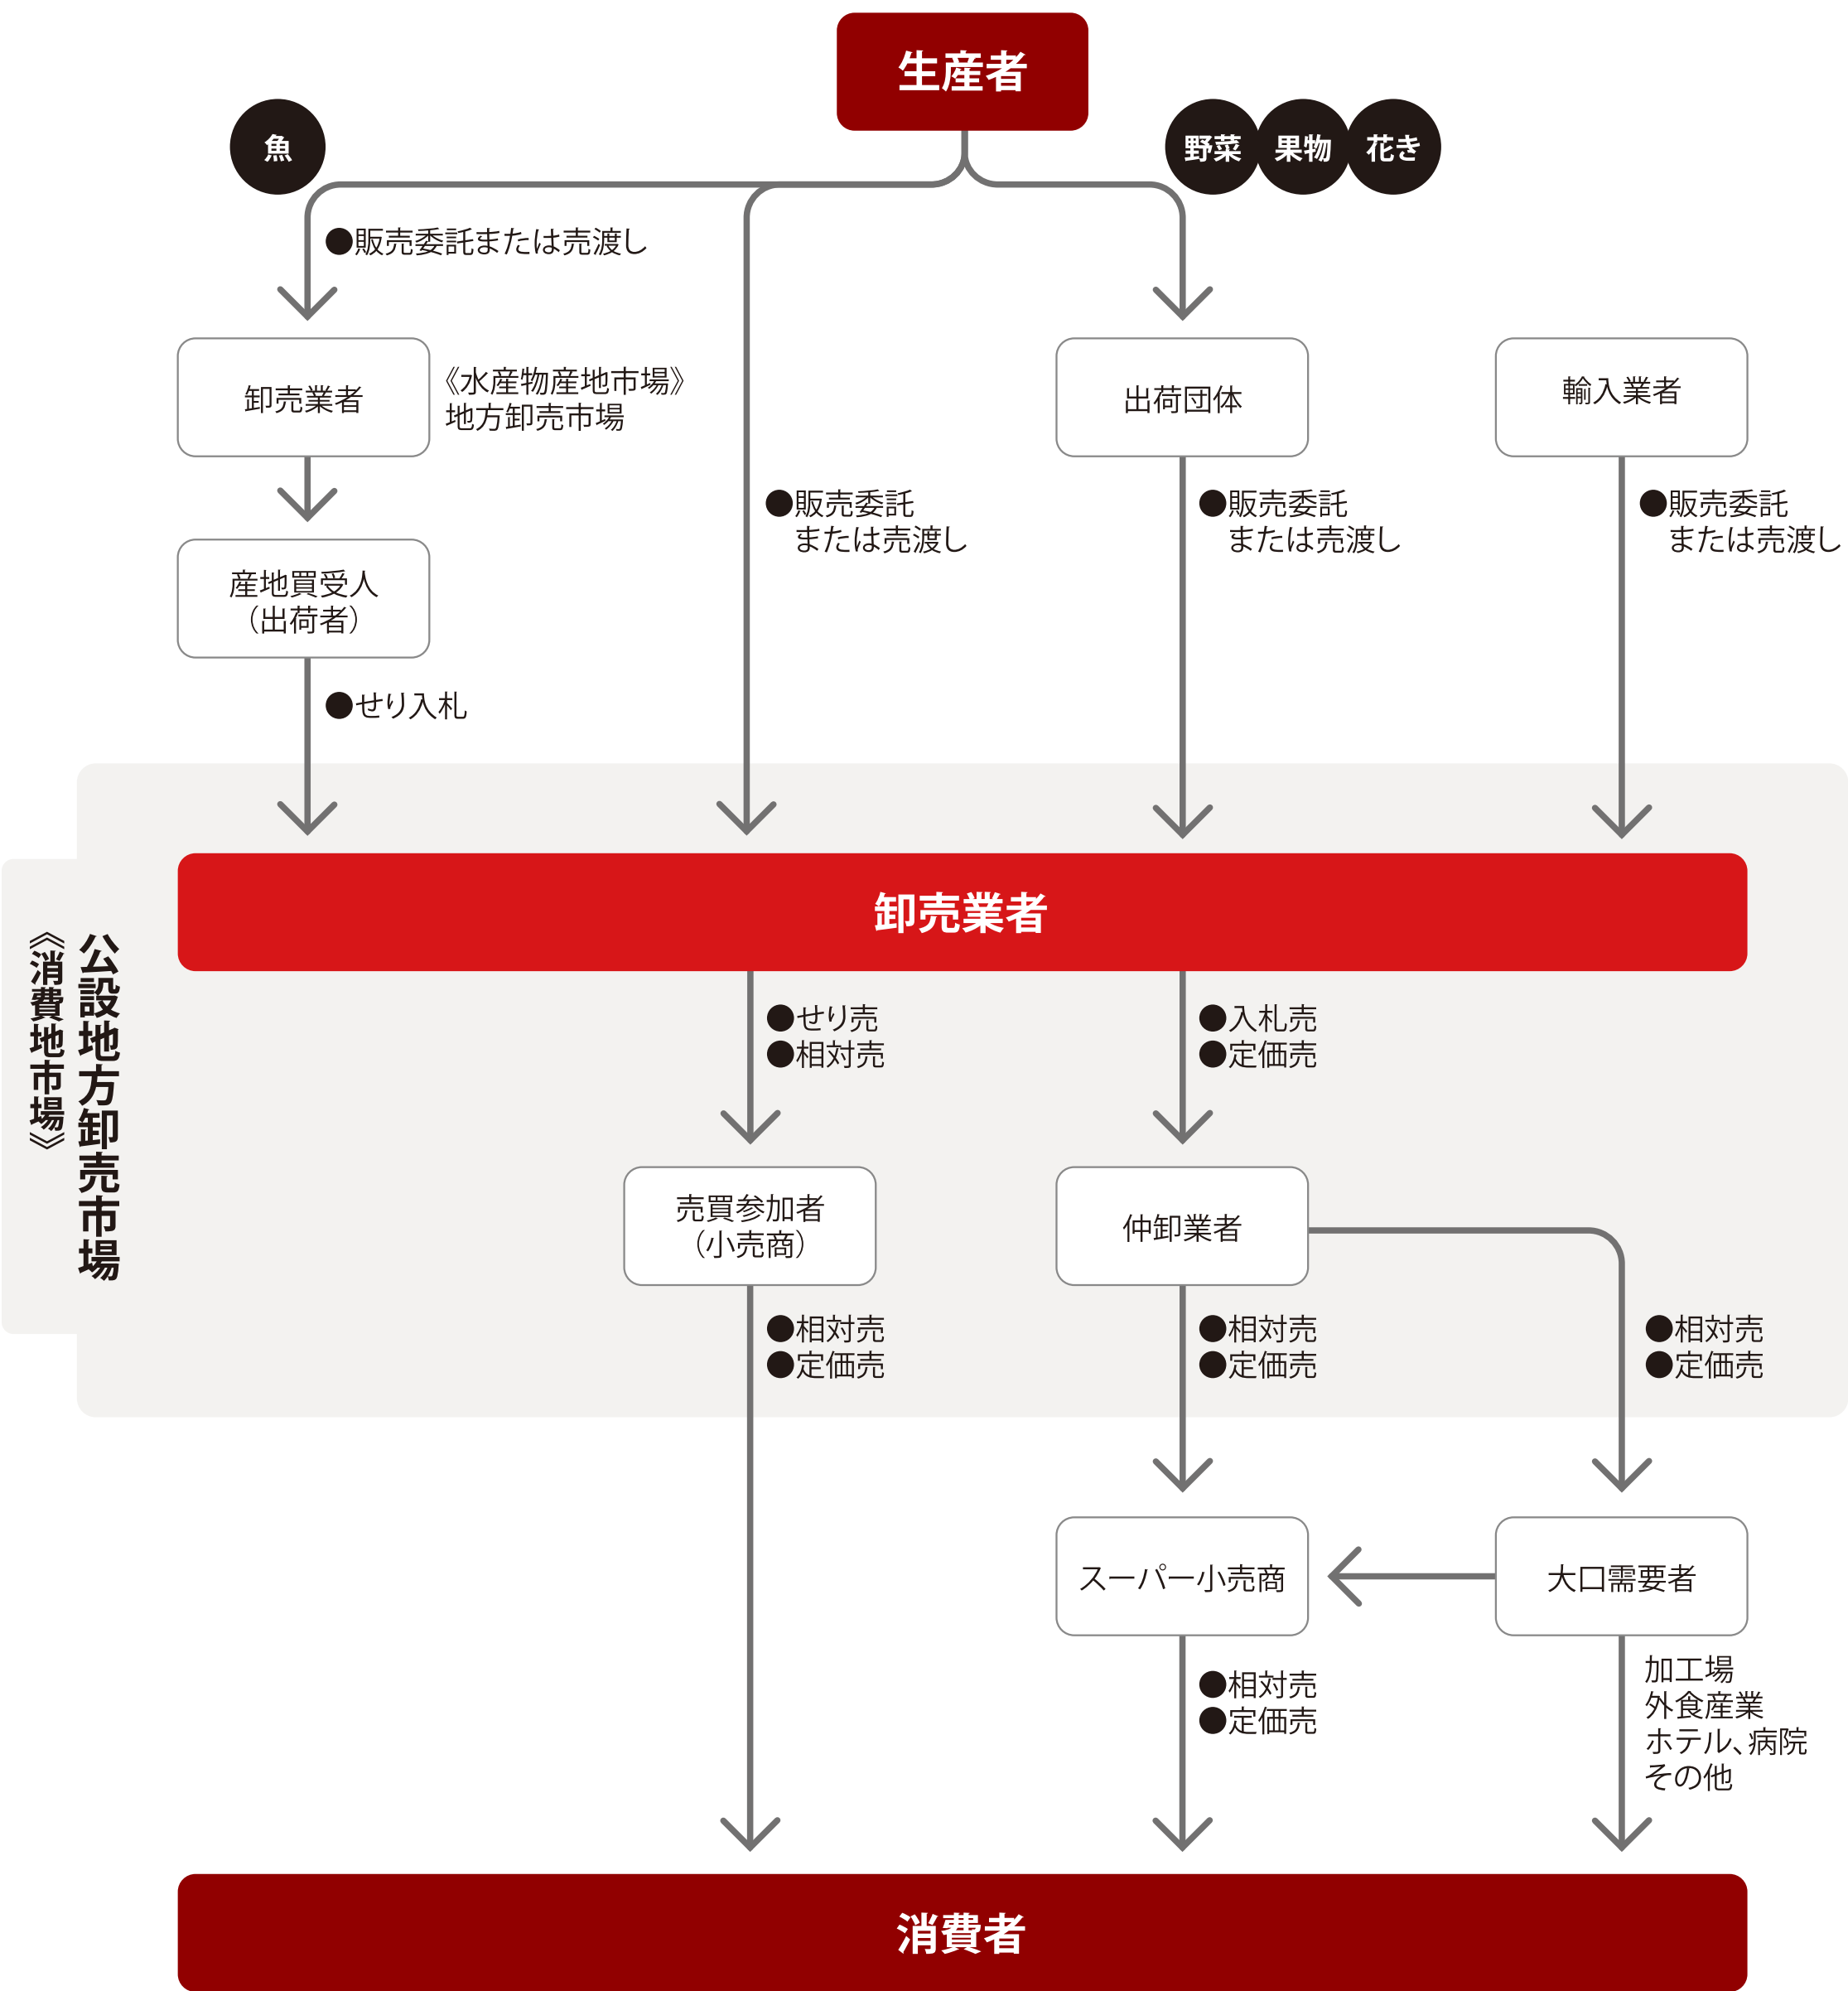 生産者
魚
野菜
果物
花き
●販売委託または売渡し
卸売業者
《水産物産地市場》
地方卸売市場
出荷団体
輸入業者
●販売委託
または売渡し
●販売委託
または売渡し
●販売委託
または売渡し
産地買受人
（出荷者）
●せり入札
卸売業者
公設地方卸売市場
《消費地市場》
●せり売
●相対売
●入札売
●定価売
売買参加者
（小売商）
仲卸業者
●相対売
●定価売
●相対売
●定価売
●相対売
●定価売
スーパー小売商
大口需要者
●相対売
●定価売
加工場
外食産業
ホテル、病院
その他
消費者